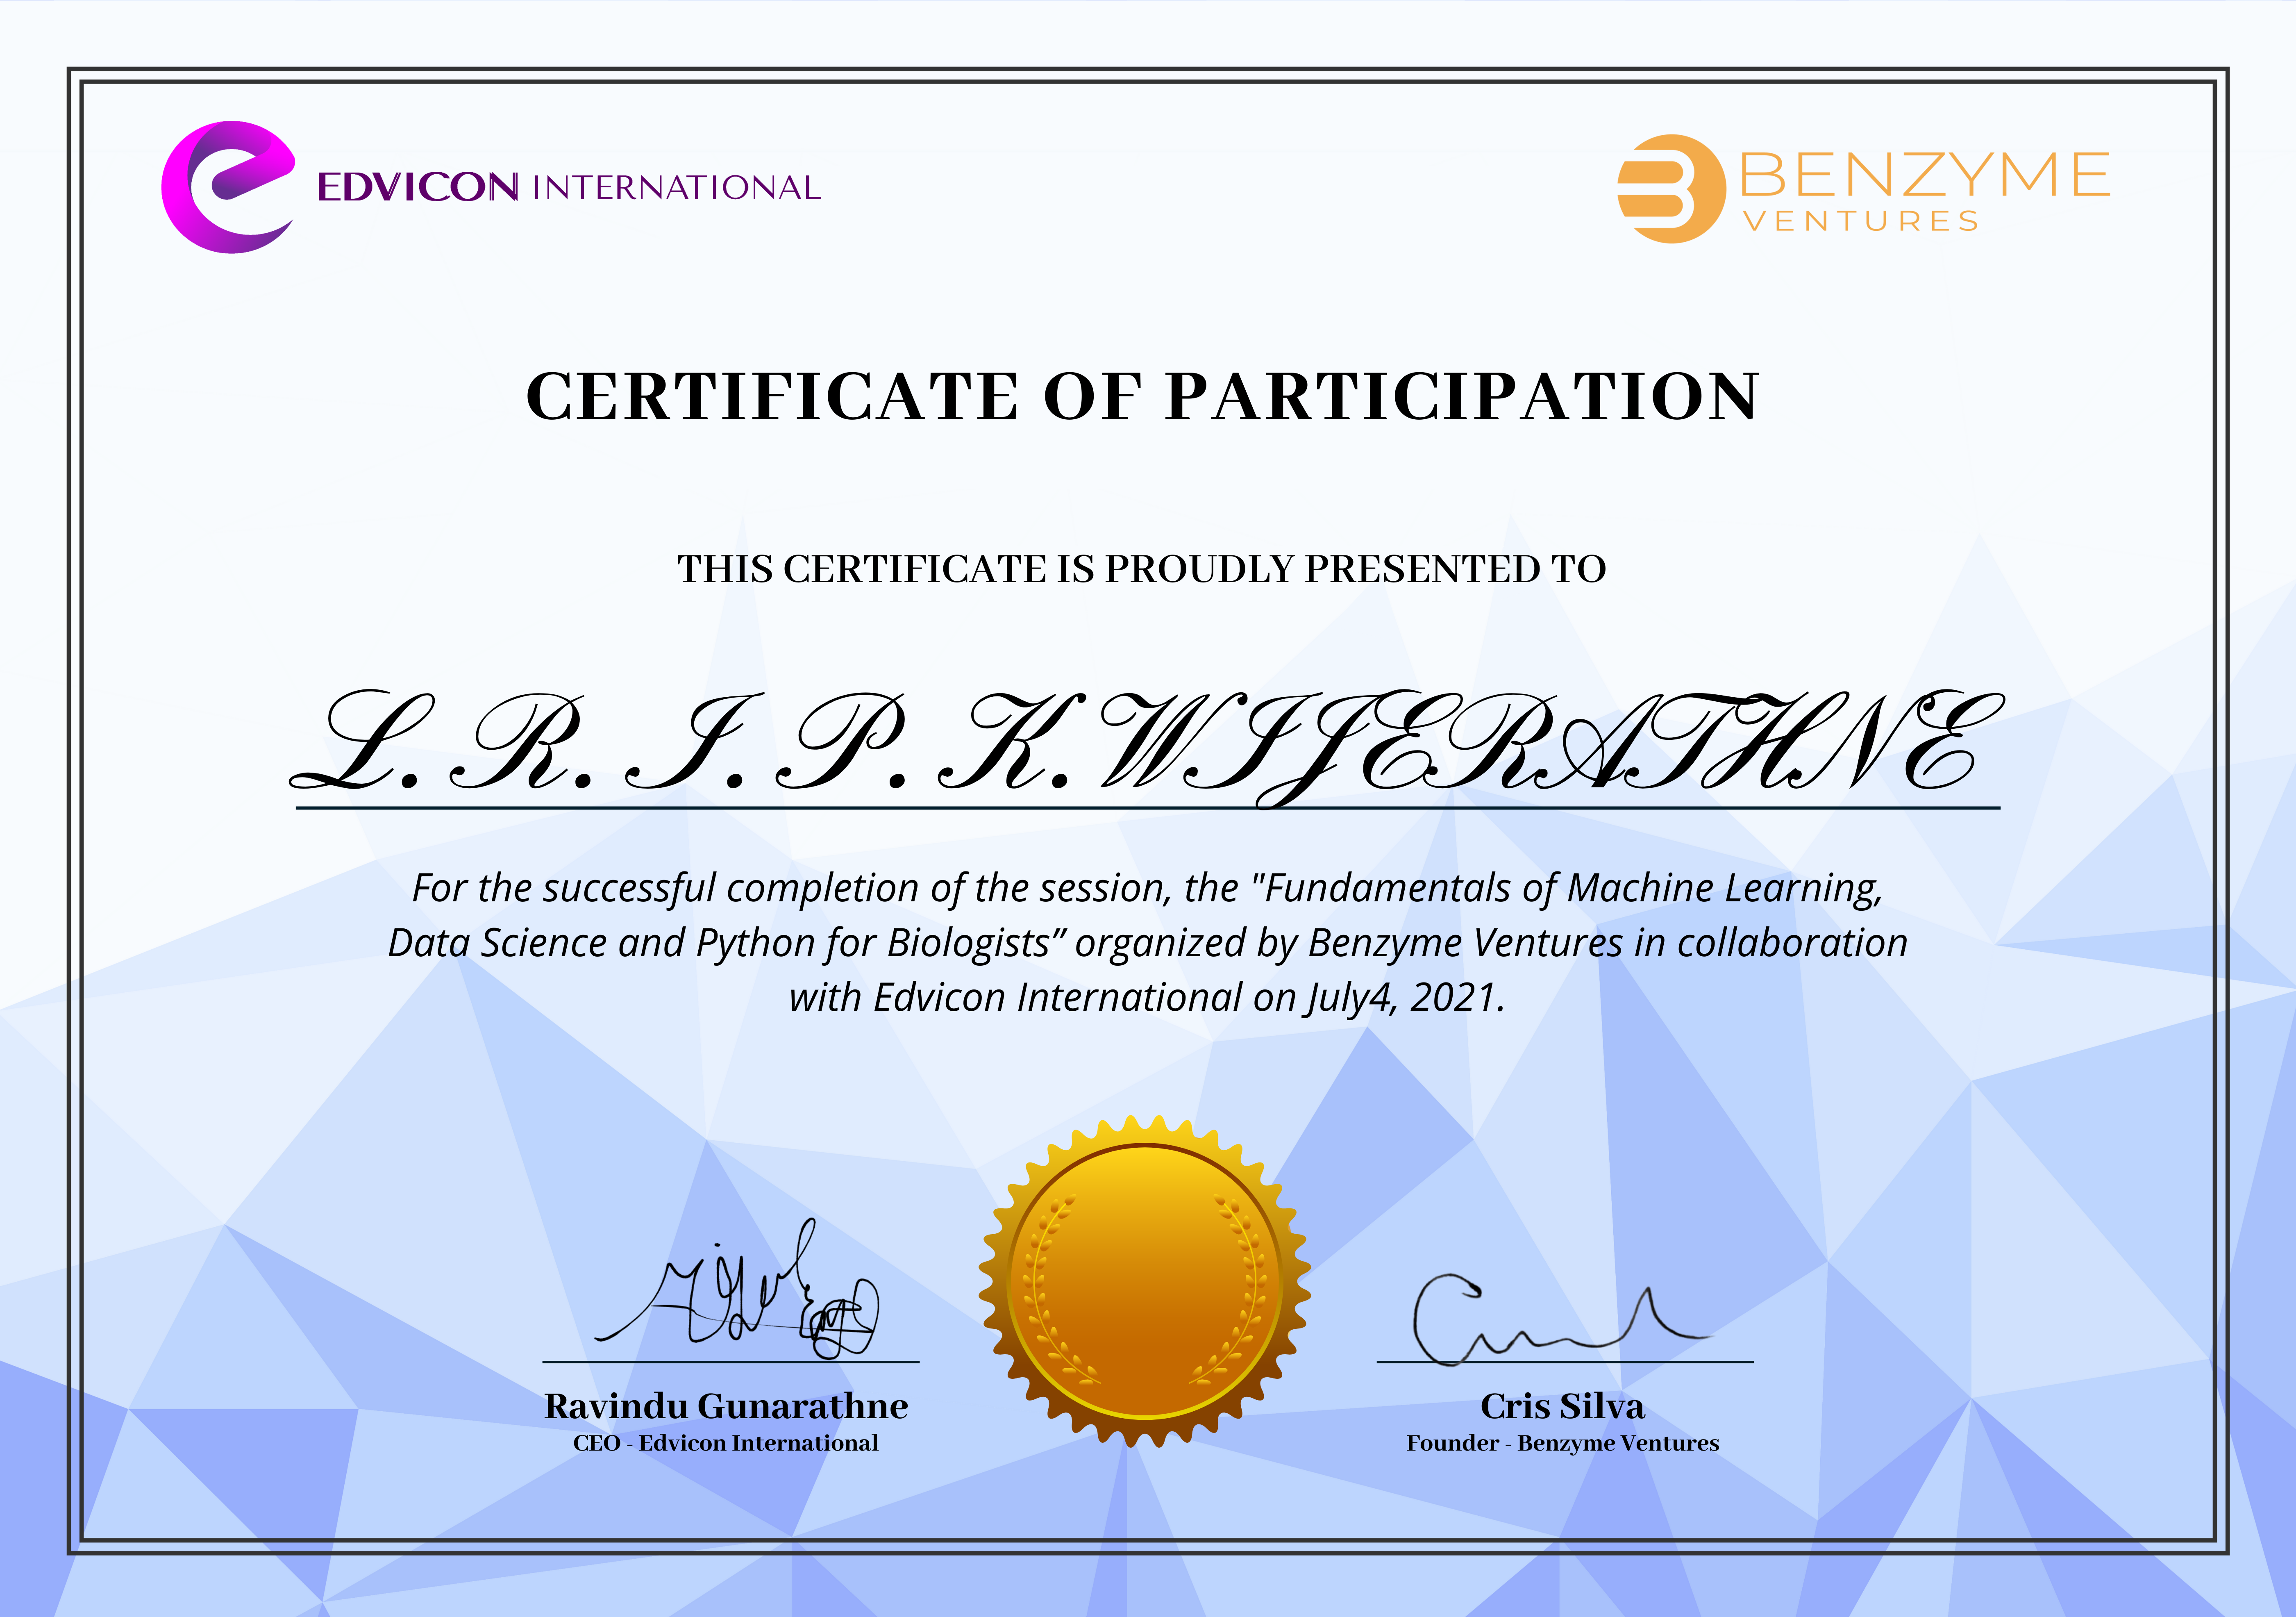 EDVICON INTERNATIONAL
BENZYME
VENTURES
CERTIFICATE OF PARTICIPATION
THIS CERTIFICATE IS PROUDLY PRESENTED TO
L. R. I. P. K. WIJERATHNE
For the successful completion of the session, the "Fundamentals of Machine Learning,
Data Science and Python for Biologists” organized by Benzyme Ventures in collaboration
with Edvicon International on July4, 2021.
Ravindu Gunarathne
CEO - Edvicon International
Cris Silva
Founder - Benzyme Ventures